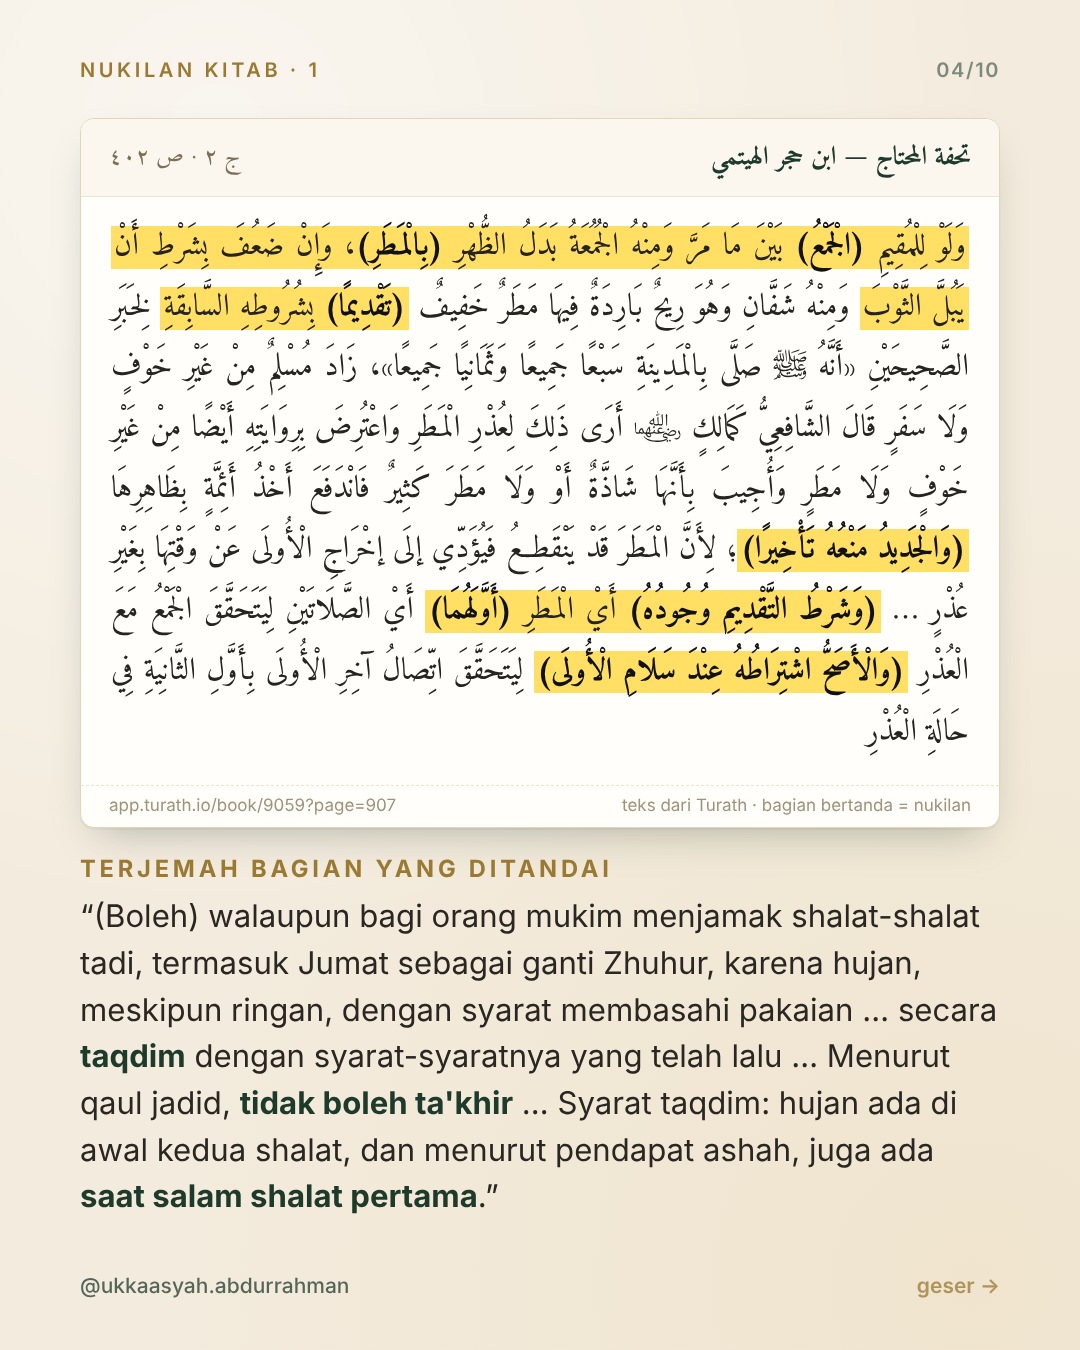 NUKILAN KITAB · 1
04/10
تحفة المحتاج — ابن حجر الهيتمي
ج ٢ · ص ٤٠٢
وَلَوْ لِلْمُقِيمِ (الْجَمْعُ) بَيْنَ مَا مَرَّ وَمِنْهُ الْجُمُعَةُ بَدَلُ الظُّهْرِ (بِالْمَطَرِ)، وَإِنْ ضَعُفَ بِشَرْطِ أَنْ
يَبُلَّ الثَّوْبَ وَمِنْهُ شَفَّانِ وَهُوَ رِيحٌ بَارِدَةٌ فِيهَا مَطَرٌ خَفِيفٌ (تَقْدِيمًا) بِشُرُوطِهِ السَّابِقَةِ لِخَبَرِ
الصَّحِيحَيْنِ «أَنَّهُ ﷺ صَلَّى بِالْمَدِينَةِ سَبْعًا جَمِيعًا وَثَمَانِيًا جَمِيعًا»، زَادَ مُسْلِمٌ مِنْ غَيْرِ خَوْفٍ
وَلَا سَفَرٍ قَالَ الشَّافِعِيُّ كَمَالِكٍ رضي الله عنهما أَرَى ذَلِكَ لِعُذْرِ الْمَطَرِ وَاعْتُرِضَ بِرِوَايَتِهِ أَيْضًا مِنْ غَيْرِ
خَوْفٍ وَلَا مَطَرٍ وَأُجِيبَ بِأَنَّهَا شَاذَّةٌ أَوْ وَلَا مَطَرَ كَثِيرٌ فَانْدَفَعَ أَخْذُ أَئِمَّةٍ بِظَاهِرِهَا
(وَالْجَدِيدُ مَنْعُهُ تَأْخِيرًا)؛ لِأَنَّ الْمَطَرَ قَدْ يَنْقَطِعُ فَيُؤَدِّي إلَى إخْرَاجِ الْأُولَى عَنْ وَقْتِهَا بِغَيْرِ
عُذْرٍ ... (وَشَرْطُ التَّقْدِيمِ وُجُودُهُ) أَيْ الْمَطَرِ (أَوَّلَهُمَا) أَيْ الصَّلَاتَيْنِ لِيَتَحَقَّقَ الْجَمْعُ مَعَ
الْعُذْرِ (وَالْأَصَحُّ اشْتِرَاطُهُ عِنْدَ سَلَامِ الْأُولَى) لِيَتَحَقَّقَ اتِّصَالُ آخِرِ الْأُولَى بِأَوَّلِ الثَّانِيَةِ فِي
حَالَةِ الْعُذْرِ
app.turath.io/book/9059?page=907
teks dari Turath · bagian bertanda = nukilan
TERJEMAH BAGIAN YANG DITANDAI
“(Boleh) walaupun bagi orang mukim menjamak shalat-shalat
tadi, termasuk Jumat sebagai ganti Zhuhur, karena hujan,
meskipun ringan, dengan syarat membasahi pakaian ... secara
taqdim dengan syarat-syaratnya yang telah lalu ... Menurut
qaul jadid, tidak boleh ta'khir ... Syarat taqdim: hujan ada di
awal kedua shalat, dan menurut pendapat ashah, juga ada
saat salam shalat pertama.”
@ukkaasyah.abdurrahman
geser →